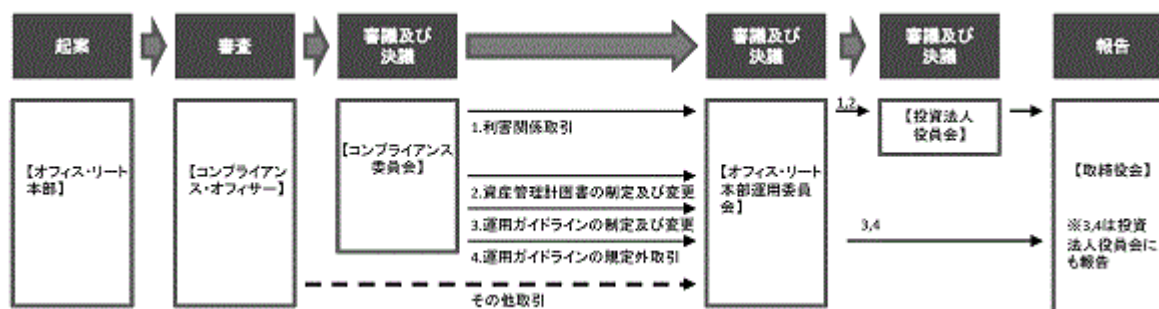 起案
審査
審議及び
決議
審議及び
決議
審議及び
決議
報告
【オフィス・リート
本部】
【コンプライアン
ス・オフィサー】
【コンプライアンス
委員会】
1.利害関係取引
2.資産管理計画書の制定及び変更
3.運用ガイドラインの制定及び変更
4.運用ガイドラインの規定外取引
その他取引
【オフィス・リート
本部運用委員
会】
1,2
3,4
【投資法人
役員会】
【取締役会】
※3,4は投資
法人役員会に
も報告